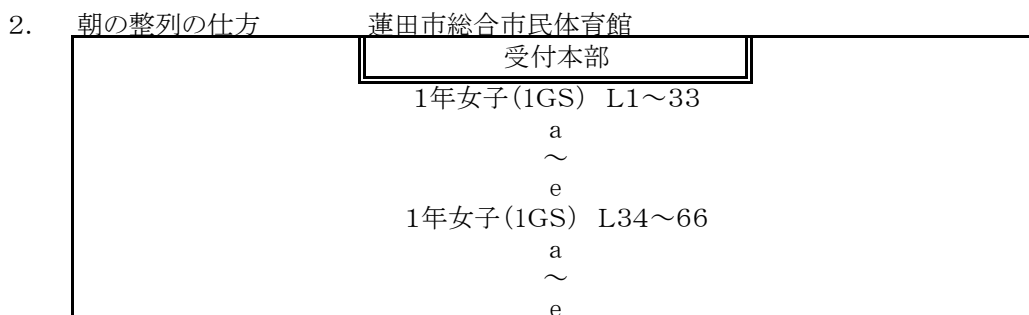 2. 朝の整列の仕方 蓮田市総合市民体育館
受付本部
1年女子(1GS) L1～33
a
～
e
1年女子(1GS) L34～66
a
～
e